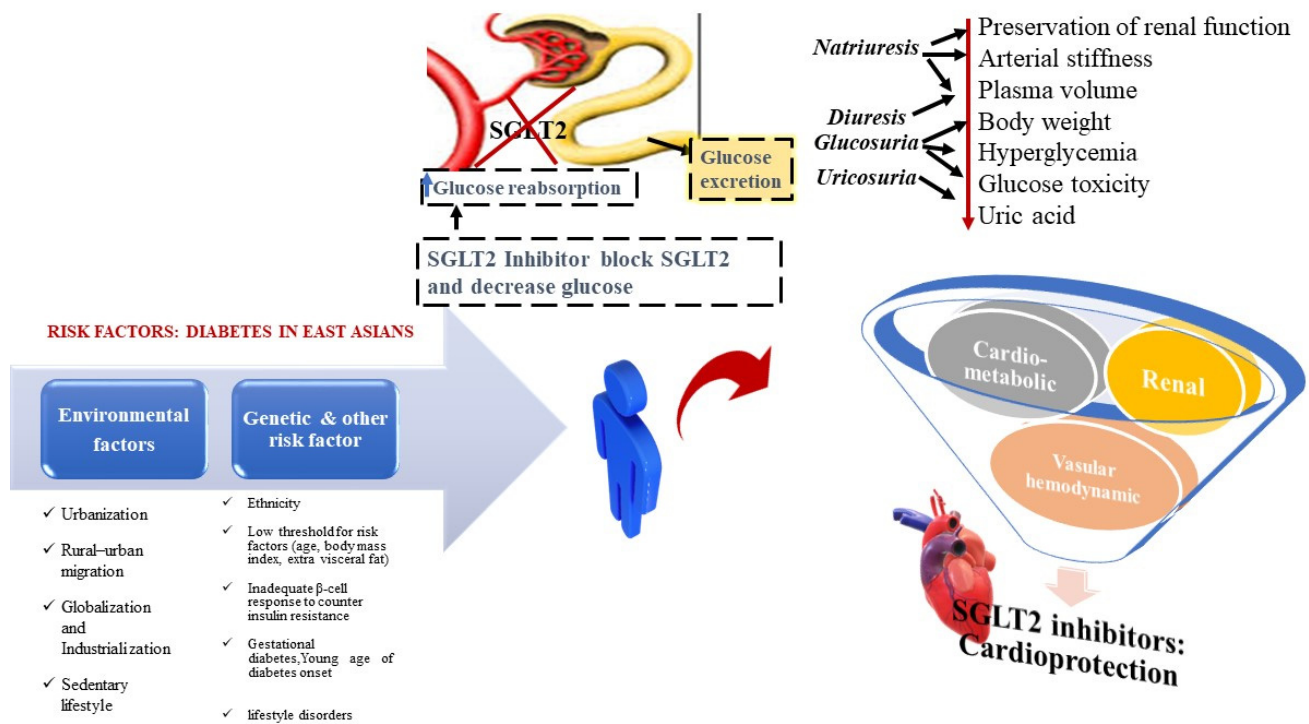 SGLT2
Glucose reabsorption
Glucose
excretion
SGLT2 Inhibitor block SGLT2
and decrease glucose
Natriuresis
Diuresis
Glucosuria
Uricosuria
Preservation of renal function
Arterial stiffness
Plasma volume
Body weight
Hyperglycemia
Glucose toxicity
Uric acid
RISK FACTORS: DIABETES IN EAST ASIANS
Environmental
factors
Genetic & other
risk factor
✓ Urbanization
✓ Rural–urban
migration
✓ Globalization
and
Industrialization
✓ Sedentary
lifestyle
✓ Ethnicity
✓ Low threshold for risk
factors (age, body mass
index, extra visceral fat)
✓ Inadequate β-cell
response to counter
insulin resistance
✓ Gestational
diabetes,Young age of
diabetes onset
✓ lifestyle disorders
Cardio-
metabolic
Renal
Vasular
hemodynamic
SGLT2 inhibitors:
Cardioprotection